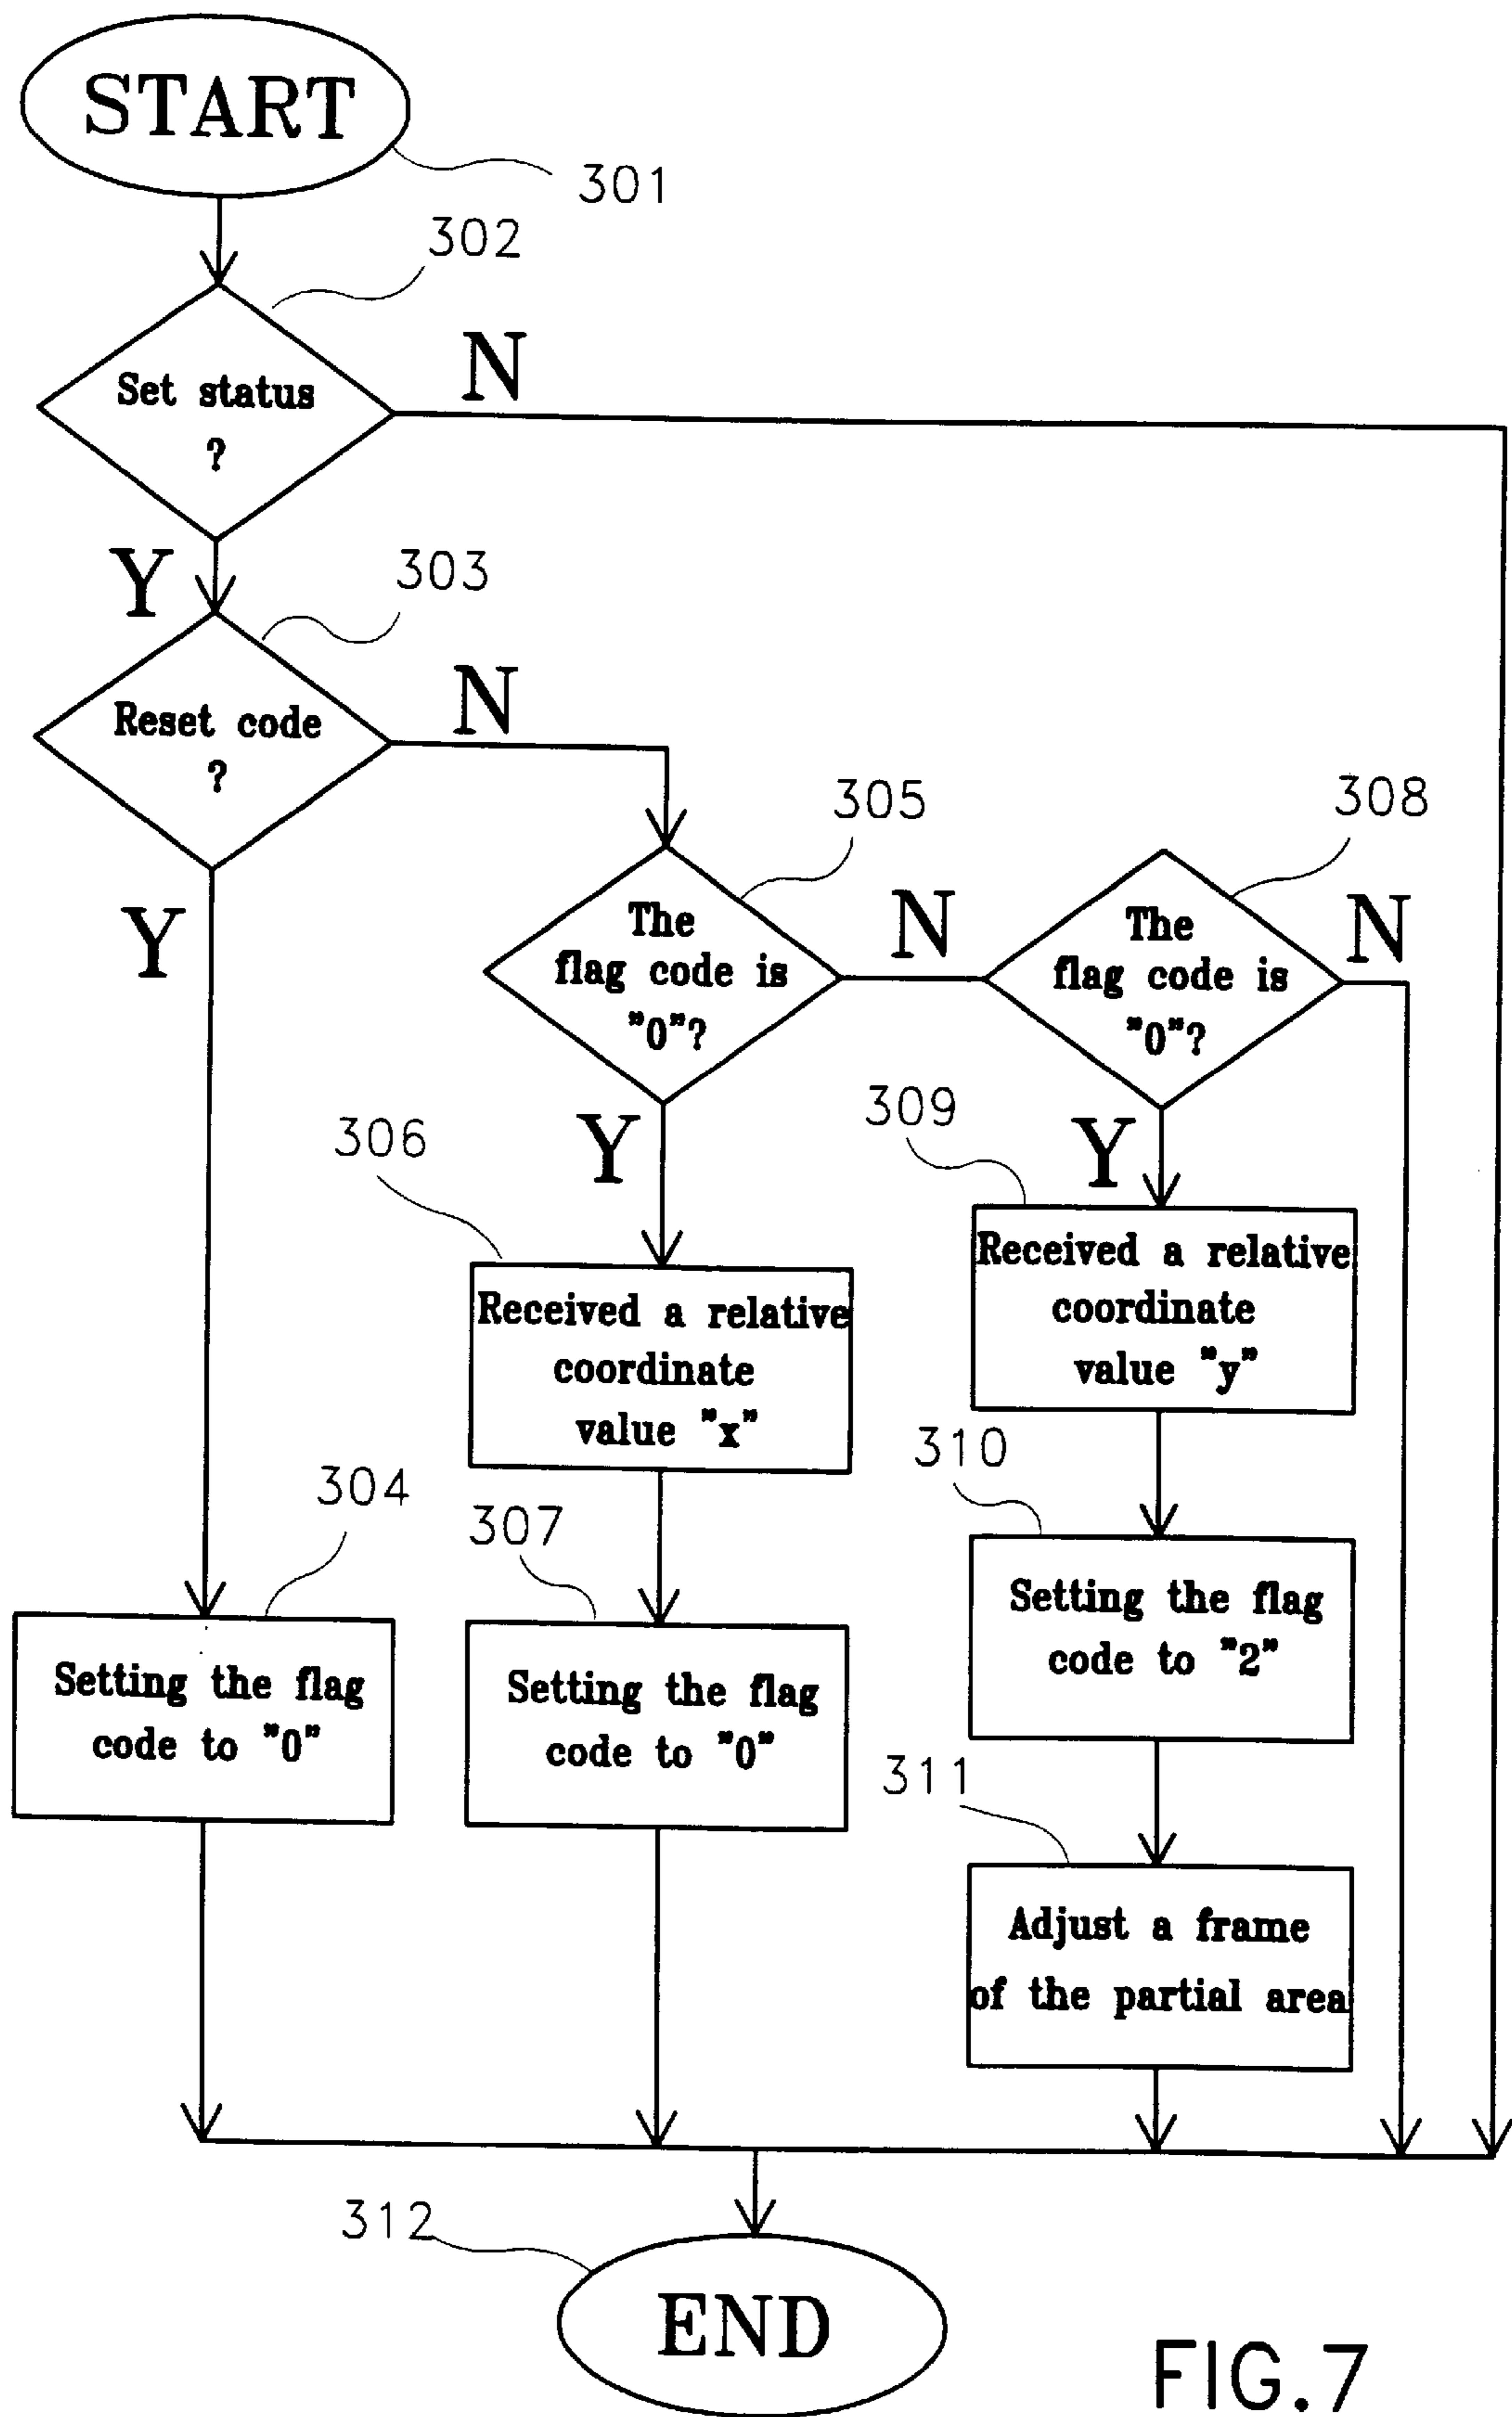 START
301
302
Set status
?
N
Y
303
Reset code
?
N
Y
305
The
flag code is
"0"?
N
308
The
flag code is
"0"?
N
Y
306
Received a relative
coordinate
value "x"
Y
309
Received a relative
coordinate
value "y"
304
Setting the flag
code to "0"
307
Setting the flag
code to "0"
310
Setting the flag
code to "2"
311
Adjust a frame
of the partial area
312
END
FIG.7